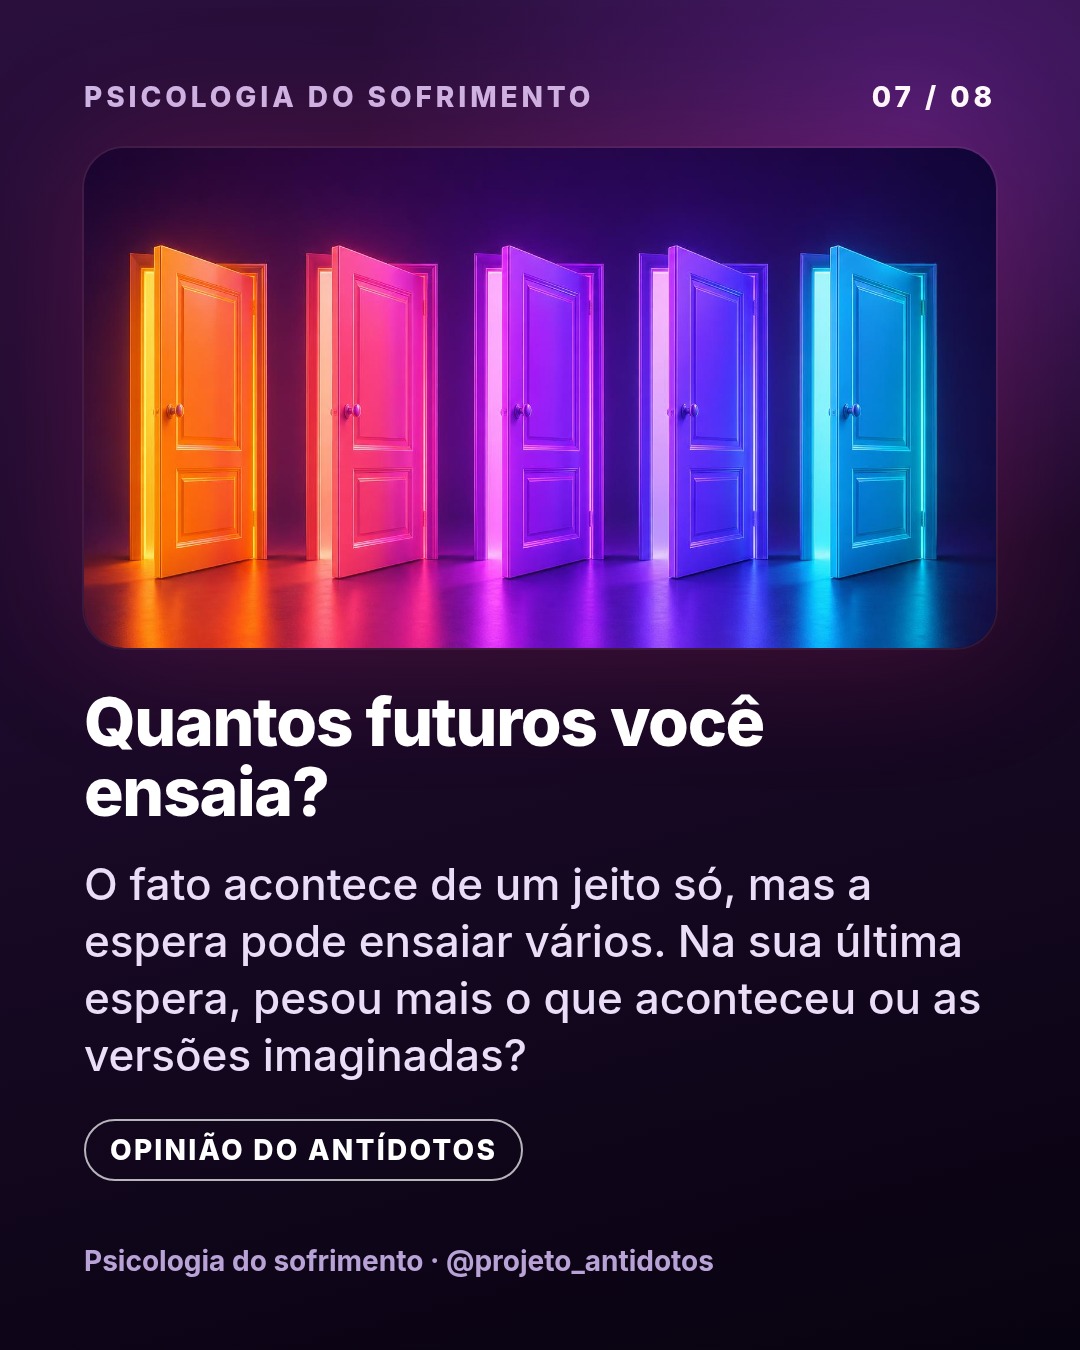 PSICOLOGIA DO SOFRIMENTO
07 / 08
Quantos futuros você
ensaia?
O fato acontece de um jeito só, mas a
espera pode ensaiar vários. Na sua última
espera, pesou mais o que aconteceu ou as
versões imaginadas?
OPINIÃO DO ANTÍDOTOS
Psicologia do sofrimento · @projeto_antidotos